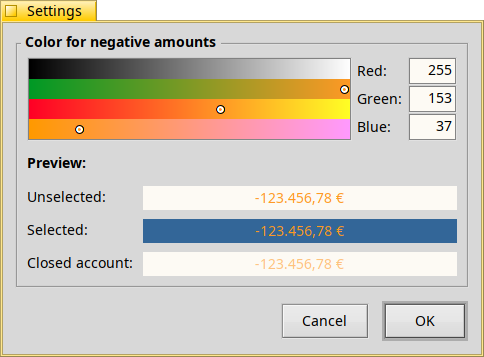 Settings
Color for negative amounts
Red: 255
Green: 153
Blue: 37
Preview:
Unselected: -123.456,78 €
Selected: -123.456,78 €
Closed account: -123.456,78 €
Cancel OK